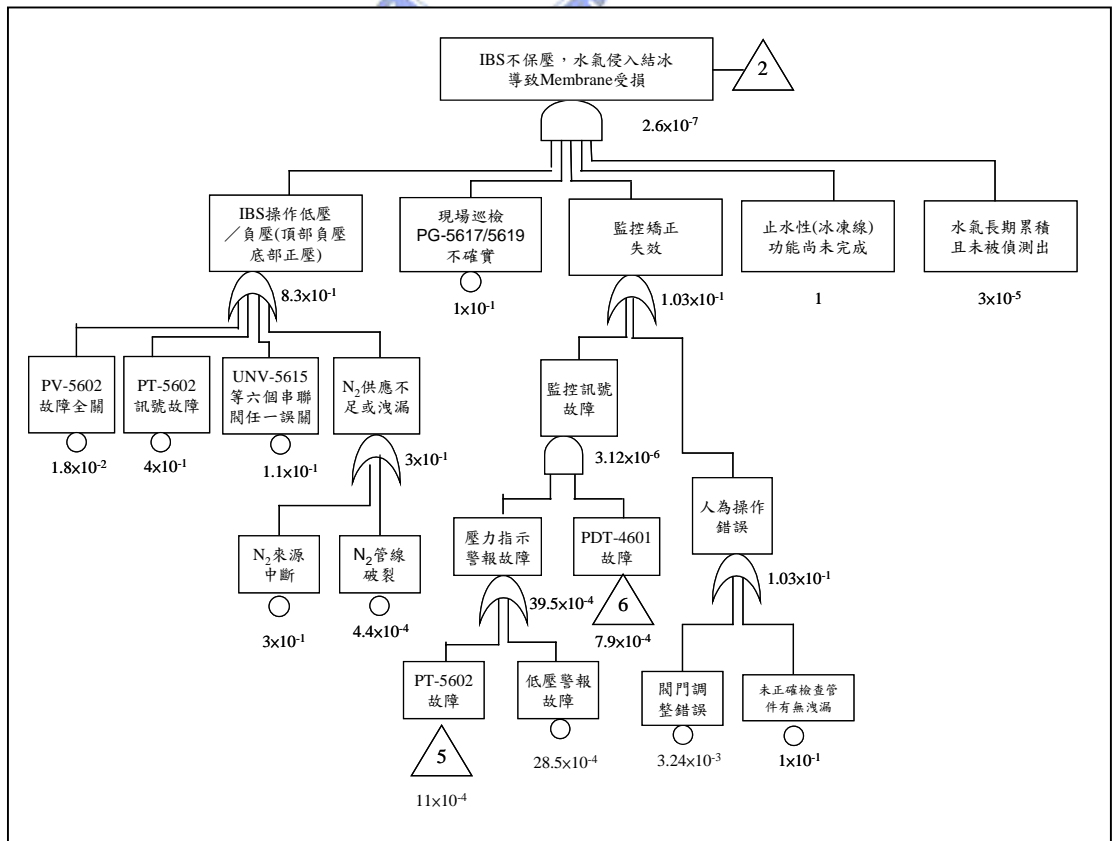 IBS不保壓，水氣侵入結冰
導致Membrane受損
2
2.6x10⁻⁷
IBS操作低壓
／負壓(頂部負壓
底部正壓)
8.3x10⁻¹
現場巡檢
PG-5617/5619
不確實
1x10⁻¹
監控矯正
失效
1.03x10⁻¹
止水性(冰凍線)
功能尚未完成
1
水氣長期累積
且未被偵測出
3x10⁻⁵
PV-5602
故障全關
1.8x10⁻²
PT-5602
訊號故障
4x10⁻¹
UNV-5615
等六個串聯
閥任一誤關
1.1x10⁻¹
N₂供應不
足或洩漏
3x10⁻¹
監控訊號
故障
3.12x10⁻⁶
人為操作
錯誤
1.03x10⁻¹
N₂來源
中斷
3x10⁻¹
N₂管線
破裂
4.4x10⁻⁴
壓力指示
警報故障
39.5x10⁻⁴
PDT-4601
故障
6
7.9x10⁻⁴
PT-5602
故障
5
11x10⁻⁴
低壓警報
故障
28.5x10⁻⁴
閥門調
整錯誤
3.24x10⁻³
未正確檢查管
件有無洩漏
1x10⁻¹